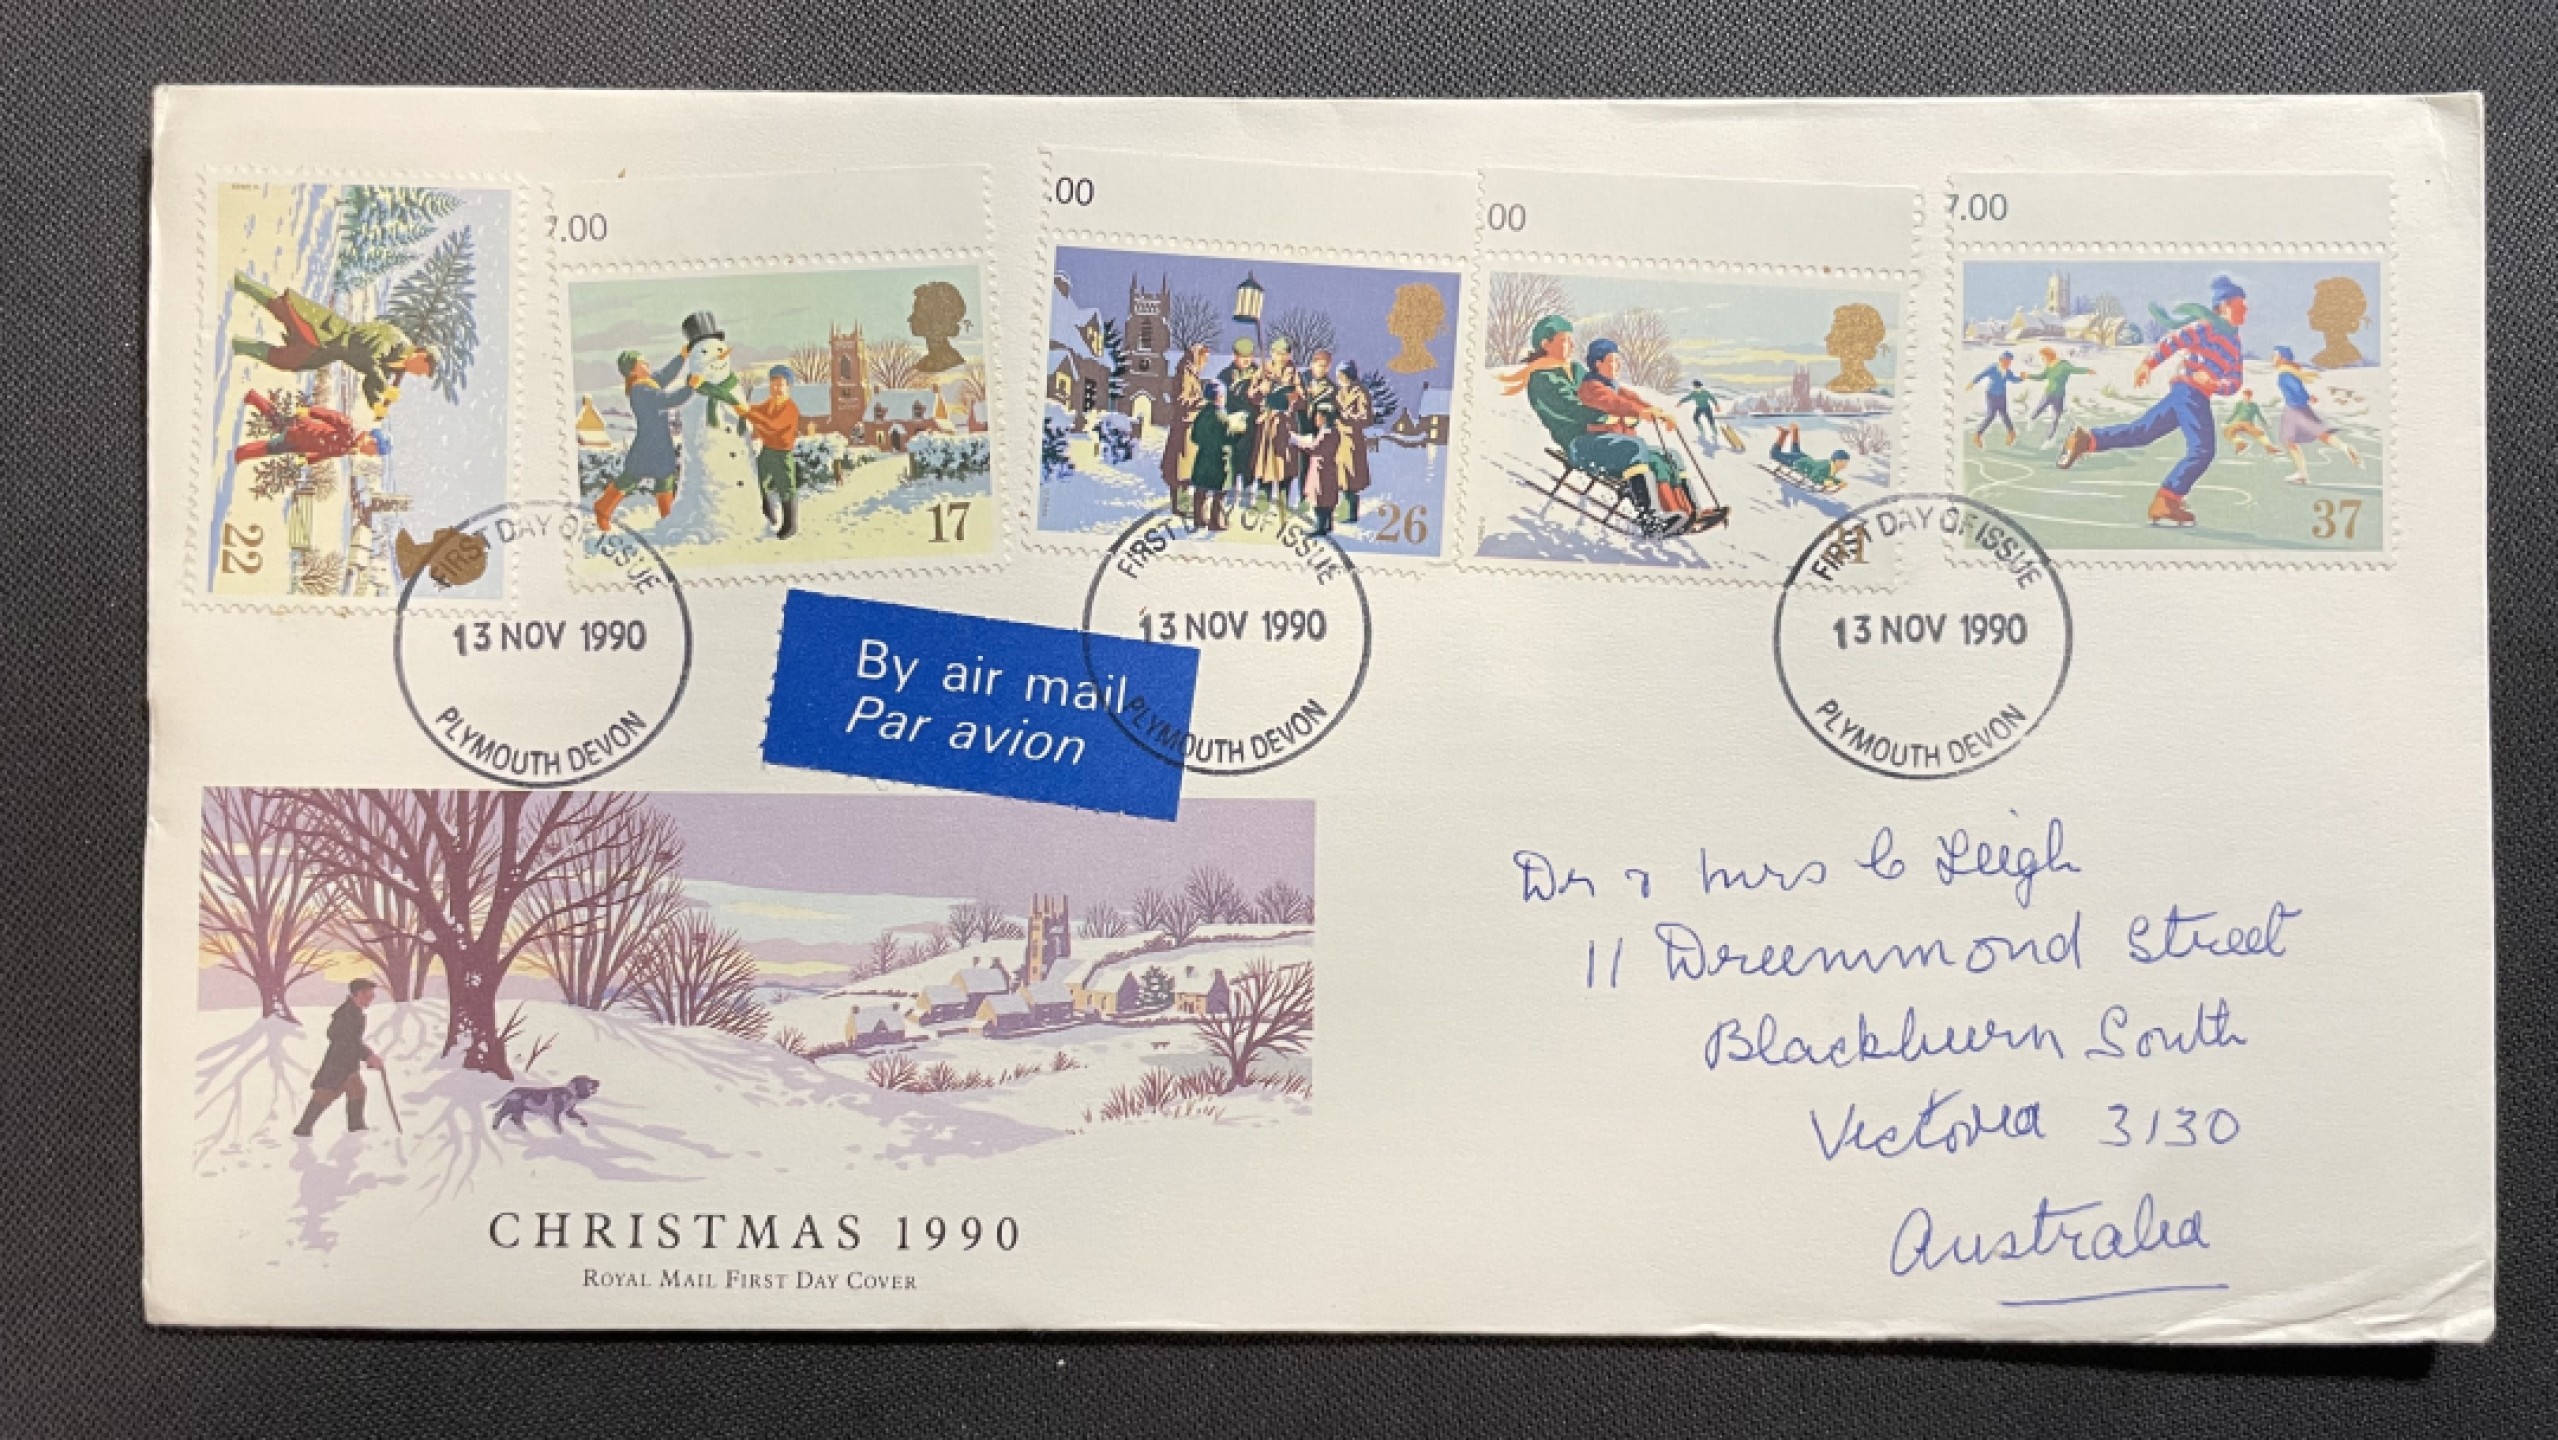 7.00
.00
00
7.00
22
17
26
37
FIRST DAY OF ISSUE
13 NOV 1990
PLYMOUTH DEVON
FIRST DAY OF ISSUE
13 NOV 1990
PLYMOUTH DEVON
FIRST DAY OF ISSUE
13 NOV 1990
PLYMOUTH DEVON
By air mail
Par avion
Dr & Mrs C Leigh
11 Drummond Street
Blackburn South
Victoria 3130
Australia
CHRISTMAS 1990
ROYAL MAIL FIRST DAY COVER